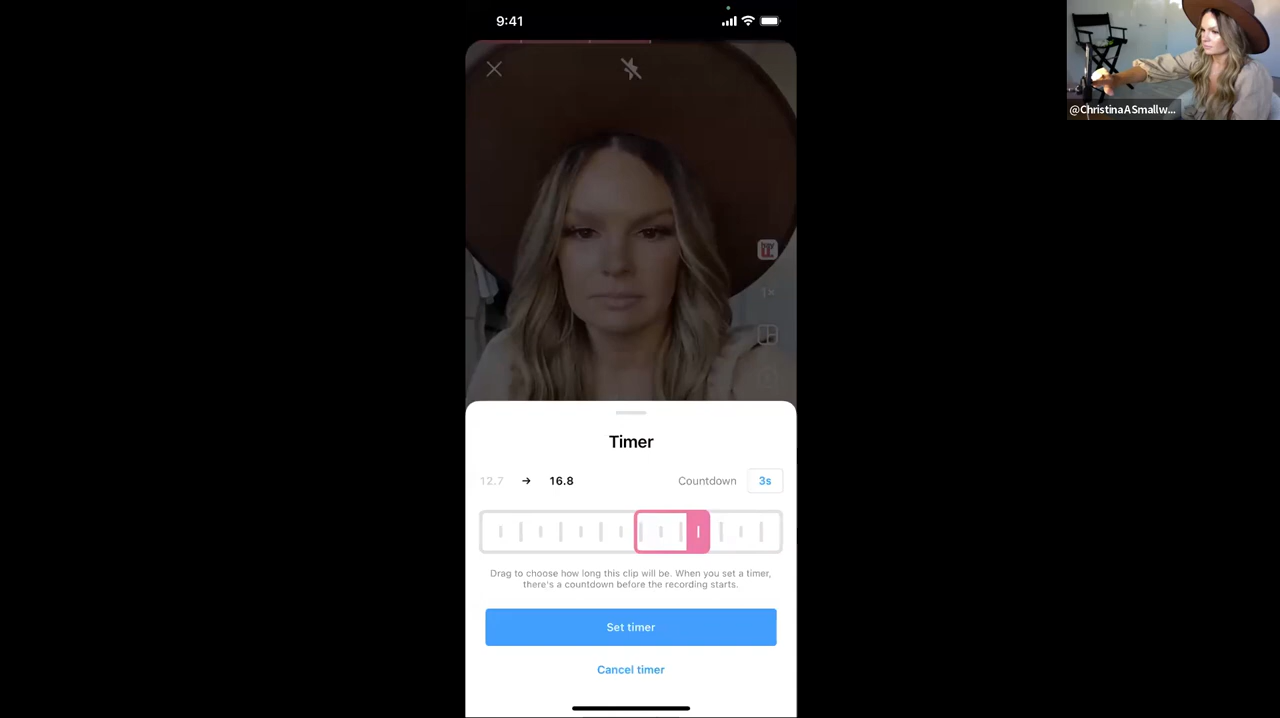 9:41
@ChristinaASmallw...
1×
Timer
12.7 → 16.8 Countdown 3s
Drag to choose how long this clip will be. When you set a timer,
there's a countdown before the recording starts.
Set timer
Cancel timer